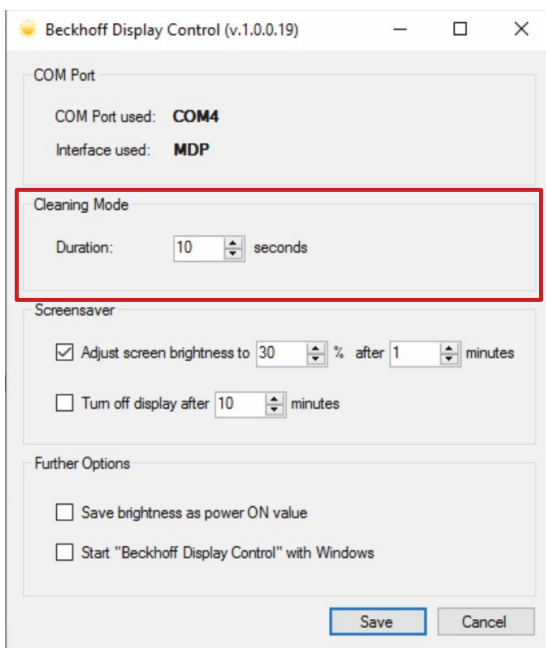 Beckhoff Display Control (v.1.0.0.19)
COM Port
COM Port used: COM4
Interface used: MDP
Cleaning Mode
Duration: 10 seconds
Screensaver
Adjust screen brightness to 30 % after 1 minutes
Turn off display after 10 minutes
Further Options
Save brightness as power ON value
Start "Beckhoff Display Control" with Windows
Save Cancel